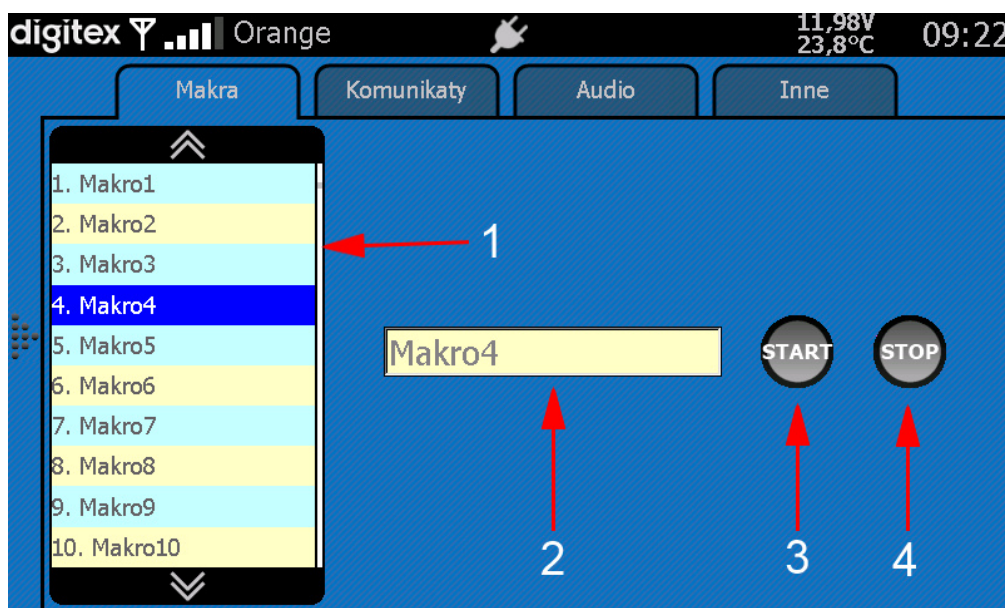 digitex Orange 11,98V 09:22
23,8°C
Makra Komunikaty Audio Inne
1. Makro1
2. Makro2
3. Makro3
4. Makro4
5. Makro5
6. Makro6
7. Makro7
8. Makro8
9. Makro9
10. Makro10
1
Makro4 START STOP
2 3 4